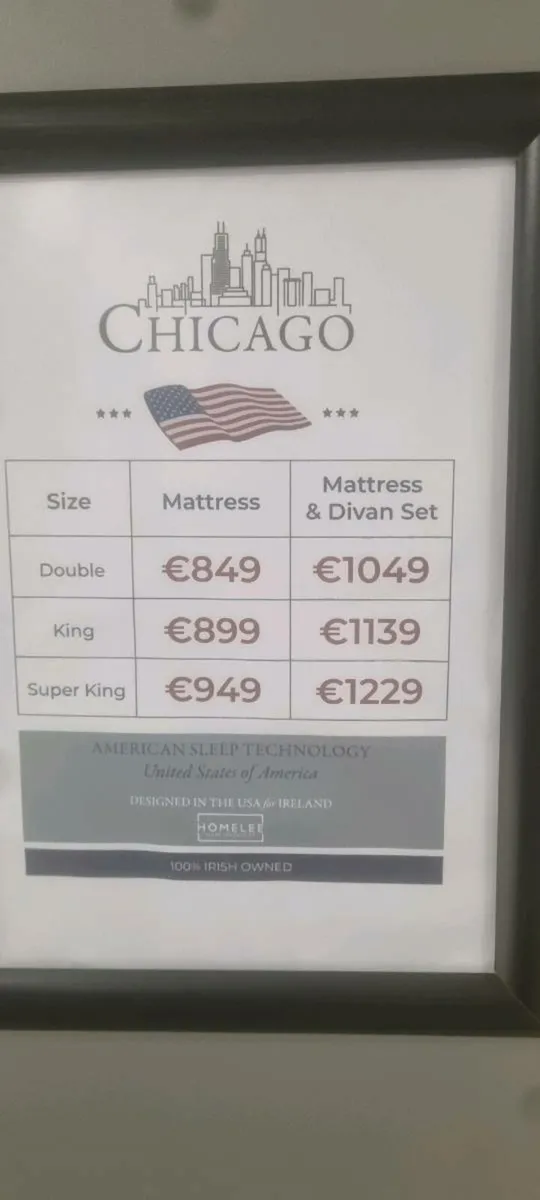 CHICAGO
Size Mattress Mattress & Divan Set
Double €849 €1049
King €899 €1139
Super King €949 €1229
AMERICAN SLEEP TECHNOLOGY
United States of America
DESIGNED IN THE USA for IRELAND
HOMELEE
100% IRISH OWNED